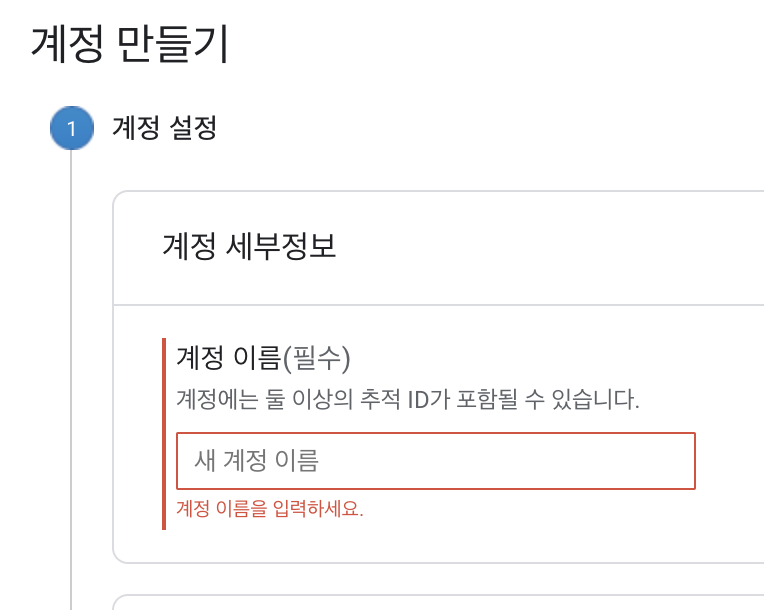 계정 만들기
1 계정 설정
계정 세부정보
계정 이름(필수)
계정에는 둘 이상의 추적 ID가 포함될 수 있습니다.
새 계정 이름
계정 이름을 입력하세요.